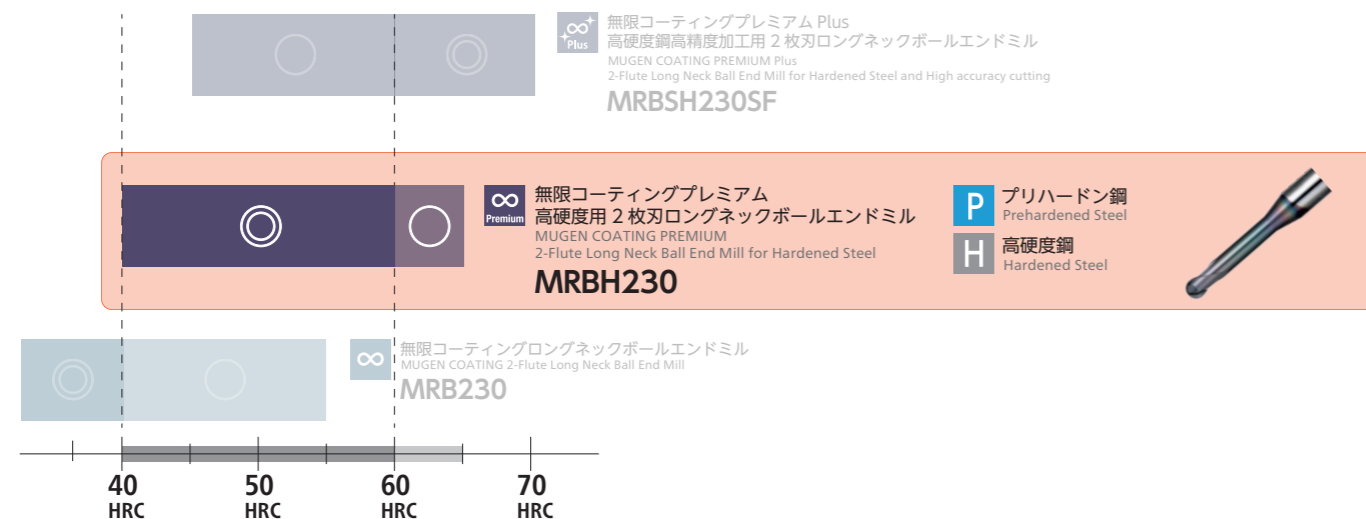 Plus
無限コーティングプレミアム Plus
高硬度鋼高精度加工用 2 枚刃ロングネックボールエンドミル
MUGEN COATING PREMIUM Plus
2-Flute Long Neck Ball End Mill for Hardened Steel and High accuracy cutting
MRBSH230SF
Premium
無限コーティングプレミアム
高硬度用 2 枚刃ロングネックボールエンドミル
MUGEN COATING PREMIUM
2-Flute Long Neck Ball End Mill for Hardened Steel
MRBH230
P プリハードン鋼
Prehardened Steel
H 高硬度鋼
Hardened Steel
無限コーティングロングネックボールエンドミル
MUGEN COATING 2-Flute Long Neck Ball End Mill
MRB230
40 50 60 70
HRC HRC HRC HRC